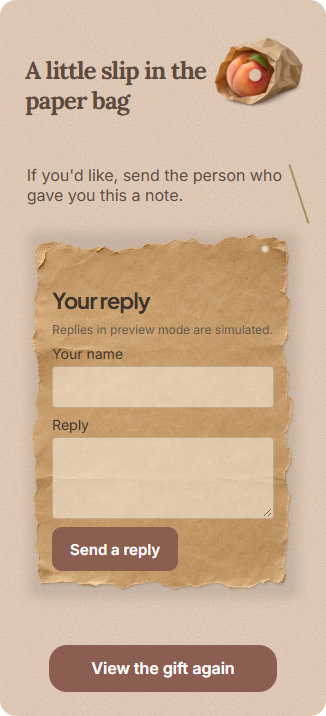 A little slip in the
paper bag
If you'd like, send the person who
gave you this a note.
Your reply
Replies in preview mode are simulated.
Your name
Reply
Send a reply
View the gift again